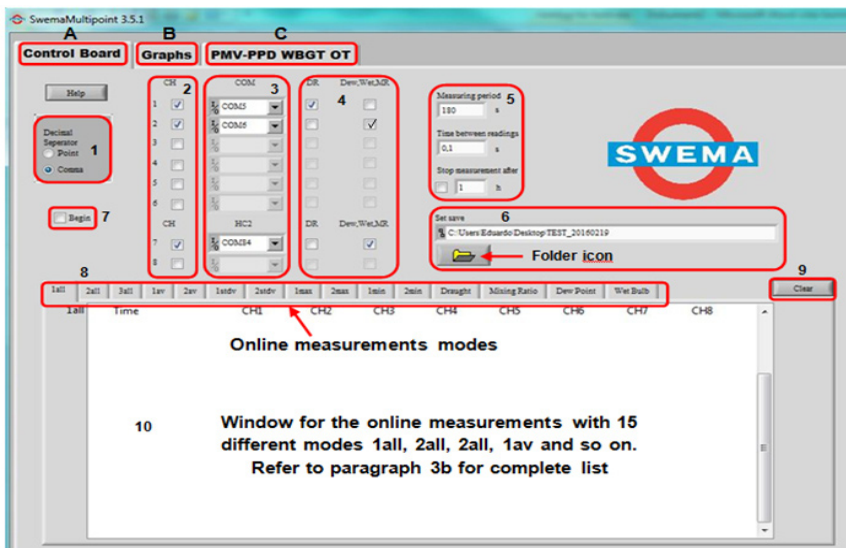 SwemaMultipoint 3.5.1
A B C
Control Board Graphs PMV-PPD WBGT OT
Help
CH 2 COM 3 DR Dew,Wet,MR
4
1 COM5
2 COM6
3
4
5
6
CH HC2 DR Dew,Wet,MR
7 COM84
8
Decimal
Seperator 1
Point
Comma
Begin 7
Measuring period 5
180 s
Time between readings
0,1 s
Stop measurement after
1 h
SWEMA
Set save 6
C:\Users\Eduardo\Desktop\TEST_20160219
Folder icon
8 9
1all 2all 3all 1av 2av 1stdv 2stdv 1max 2max 1min 2min Draught Mixing Ratio Dew Point Wet Bulb Clear
1all Time CH1 CH2 CH3 CH4 CH5 CH6 CH7 CH8
Online measurements modes
10 Window for the online measurements with 15
different modes 1all, 2all, 2all, 1av and so on.
Refer to paragraph 3b for complete list